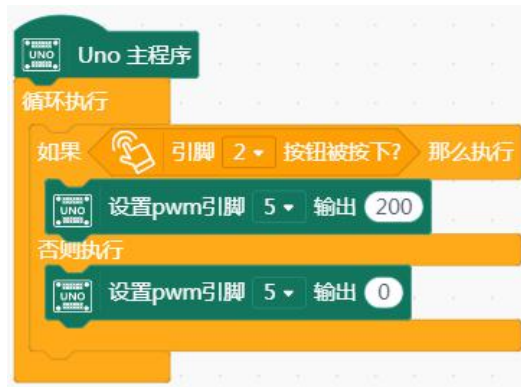 UNO Uno 主程序
循环执行
如果 引脚 2 按钮被按下? 那么执行
UNO 设置pwm引脚 5 输出 200
否则执行
UNO 设置pwm引脚 5 输出 0